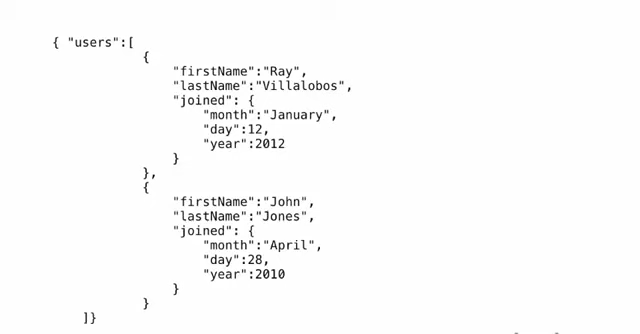 { "users":[
{
"firstName":"Ray",
"lastName":"Villalobos",
"joined": {
"month":"January",
"day":12,
"year":2012
}
},
{
"firstName":"John",
"lastName":"Jones",
"joined": {
"month":"April",
"day":28,
"year":2010
}
}
]}